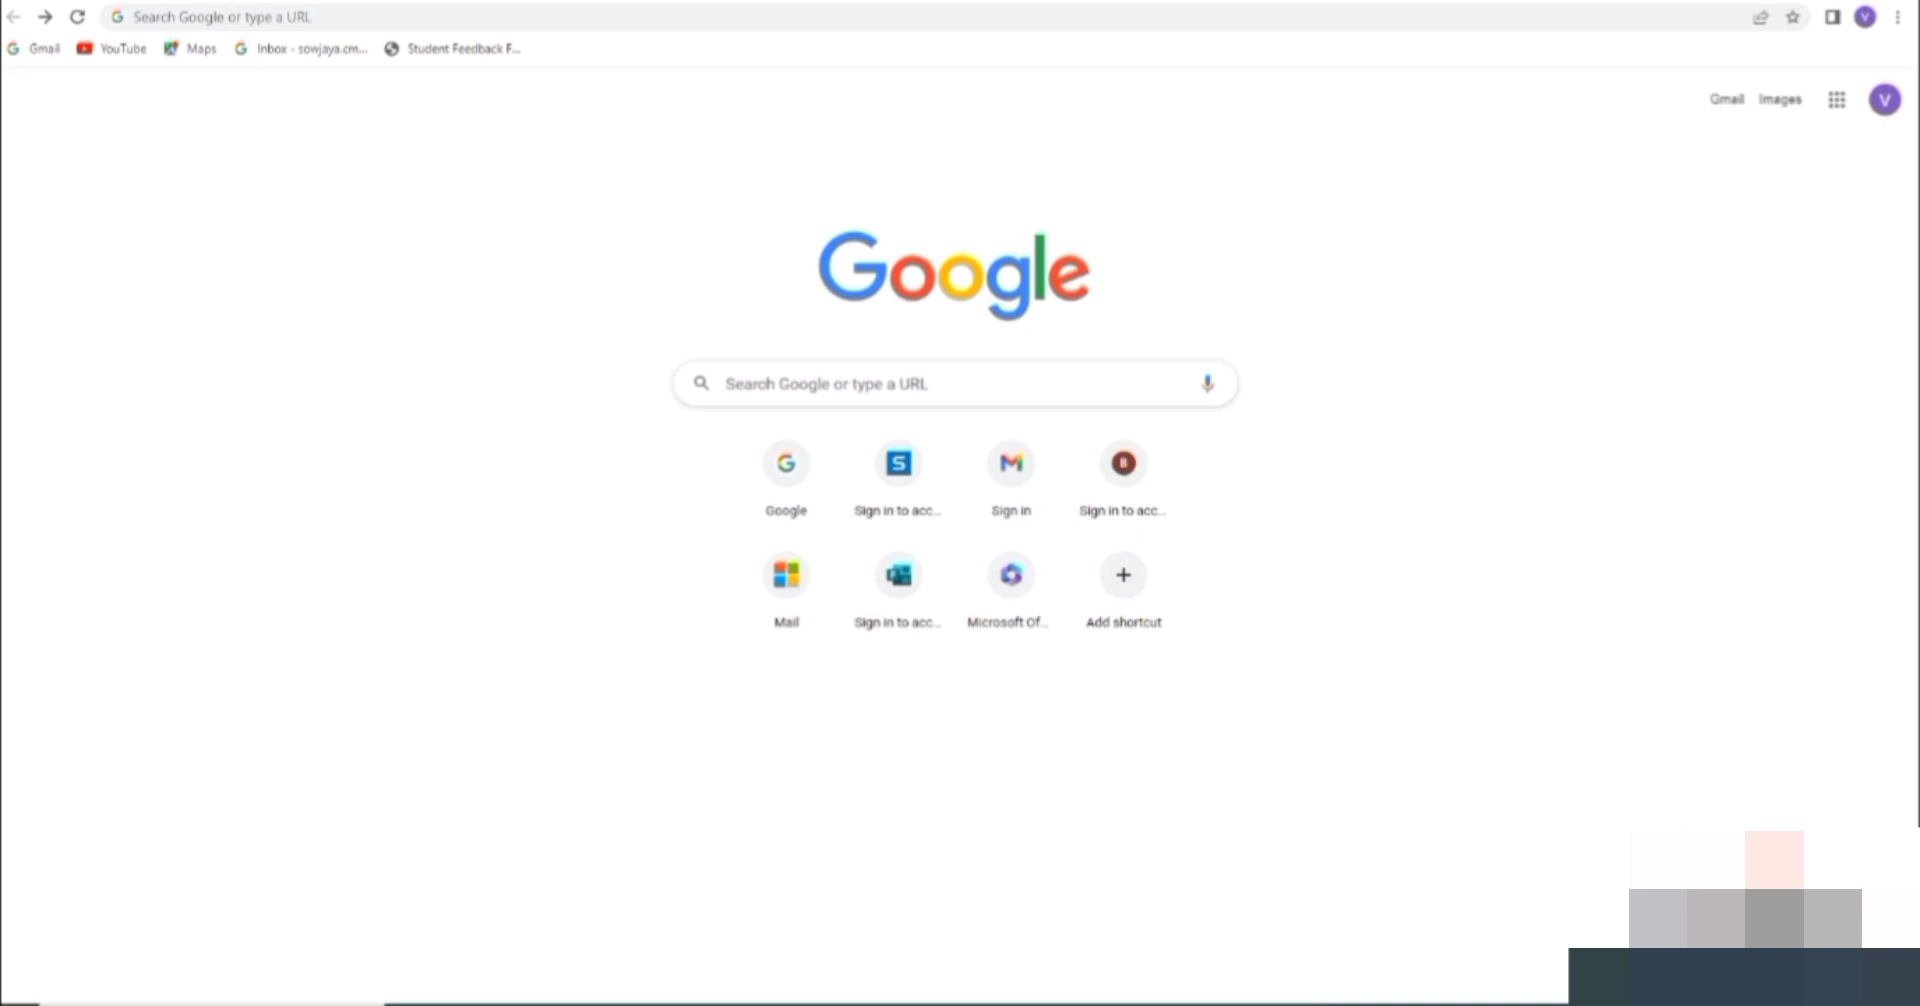 Search Google or type a URL
Gmail YouTube Maps Inbox - sowjaya.cm... Student Feedback F...
Gmail Images V
Google
Search Google or type a URL
Google Sign in to acc... Sign in Sign in to acc...
Mail Sign in to acc... Microsoft Of... Add shortcut